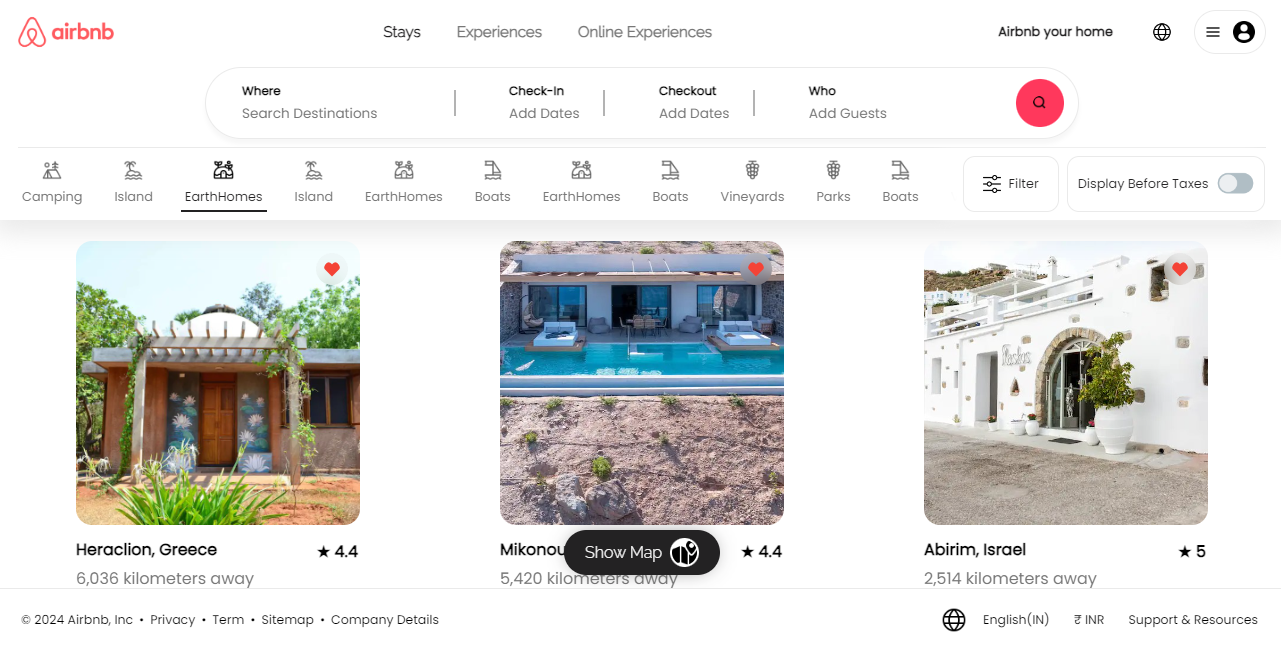 airbnb
Stays Experiences Online Experiences
Airbnb your home
Where Check-In Checkout Who
Search Destinations Add Dates Add Dates Add Guests
Camping Island EarthHomes Island EarthHomes Boats EarthHomes Boats Vineyards Parks Boats
Filter Display Before Taxes
Heraclion, Greece ★ 4.4
Mikonou ★ 4.4
Abirim, Israel ★ 5
Show Map
6,036 kilometers away
5,420 kilometers away
2,514 kilometers away
© 2024 Airbnb, Inc • Privacy • Term • Sitemap • Company Details
English(IN) ₹ INR Support & Resources